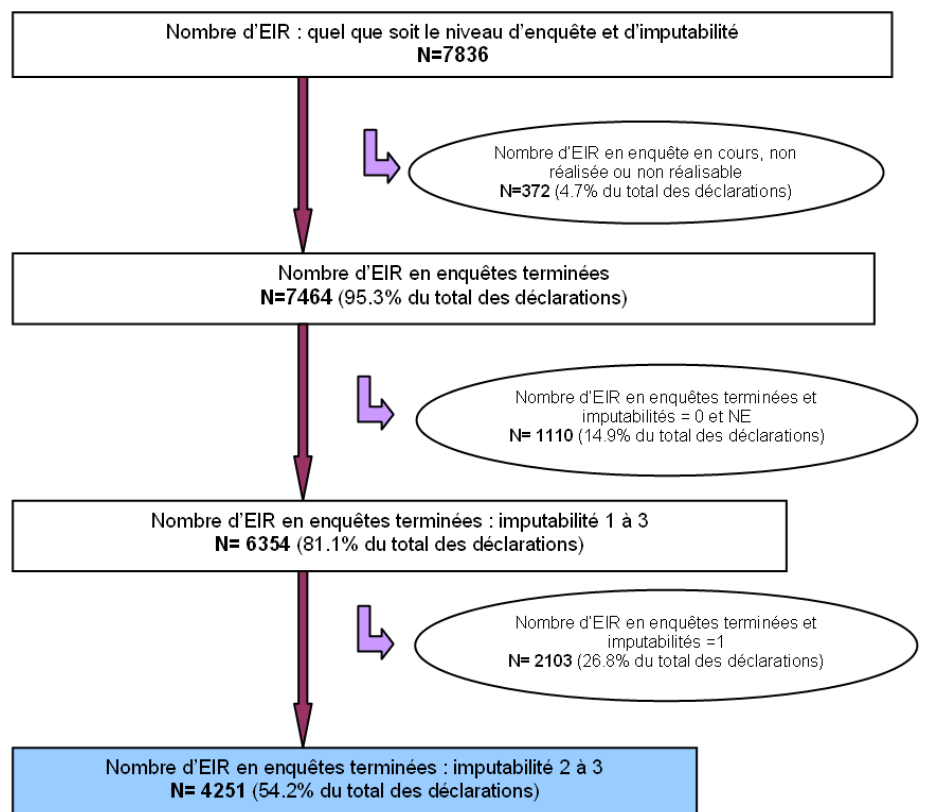 Nombre d'EIR : quel que soit le niveau d'enquête et d'imputabilité
N=7836
Nombre d'EIR en enquête en cours, non
réalisée ou non réalisable
N=372 (4.7% du total des déclarations)
Nombre d'EIR en enquêtes terminées
N=7464 (95.3% du total des déclarations)
Nombre d'EIR en enquêtes terminées et
imputabilités = 0 et NE
N= 1110 (14.9% du total des déclarations)
Nombre d'EIR en enquêtes terminées : imputabilité 1 à 3
N= 6354 (81.1% du total des déclarations)
Nombre d'EIR en enquêtes terminées et
imputabilités =1
N= 2103 (26.8% du total des déclarations)
Nombre d'EIR en enquêtes terminées : imputabilité 2 à 3
N= 4251 (54.2% du total des déclarations)